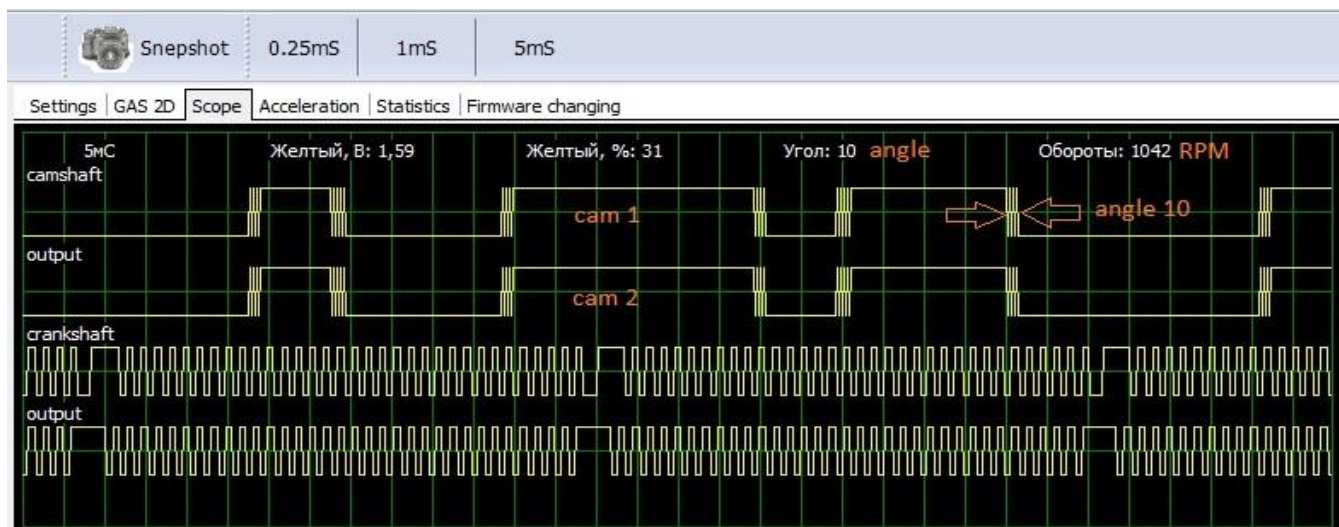 Snepshot 0.25mS 1mS 5mS
Settings GAS 2D Scope Acceleration Statistics Firmware changing
5мС Желтый, В: 1,59 Желтый, %: 31 Угол: 10 angle Обороты: 1042 RPM
camshaft
cam 1 angle 10
output
cam 2
crankshaft
output